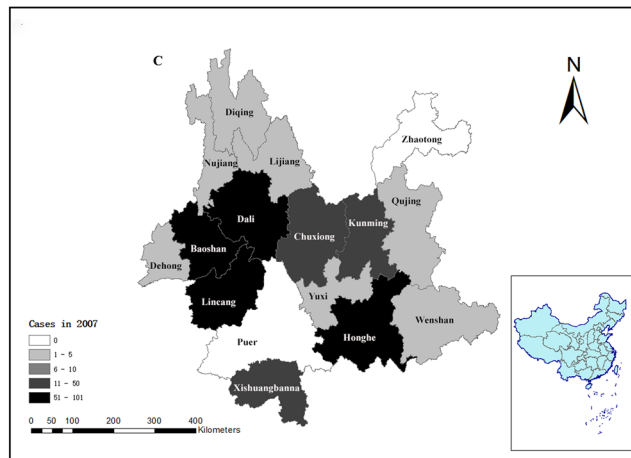 C
N
Diqing
Zhaotong
Nujiang
Lijiang
Qujing
Dali
Kunming
Chuxiong
Baoshan
Dehong
Lincang
Yuxi
Wenshan
Honghe
Puer
Xishuangbanna
Cases in 2007
0
1 - 5
6 - 10
11 - 50
51 - 101
0 50 100 200 300 400
Kilometers